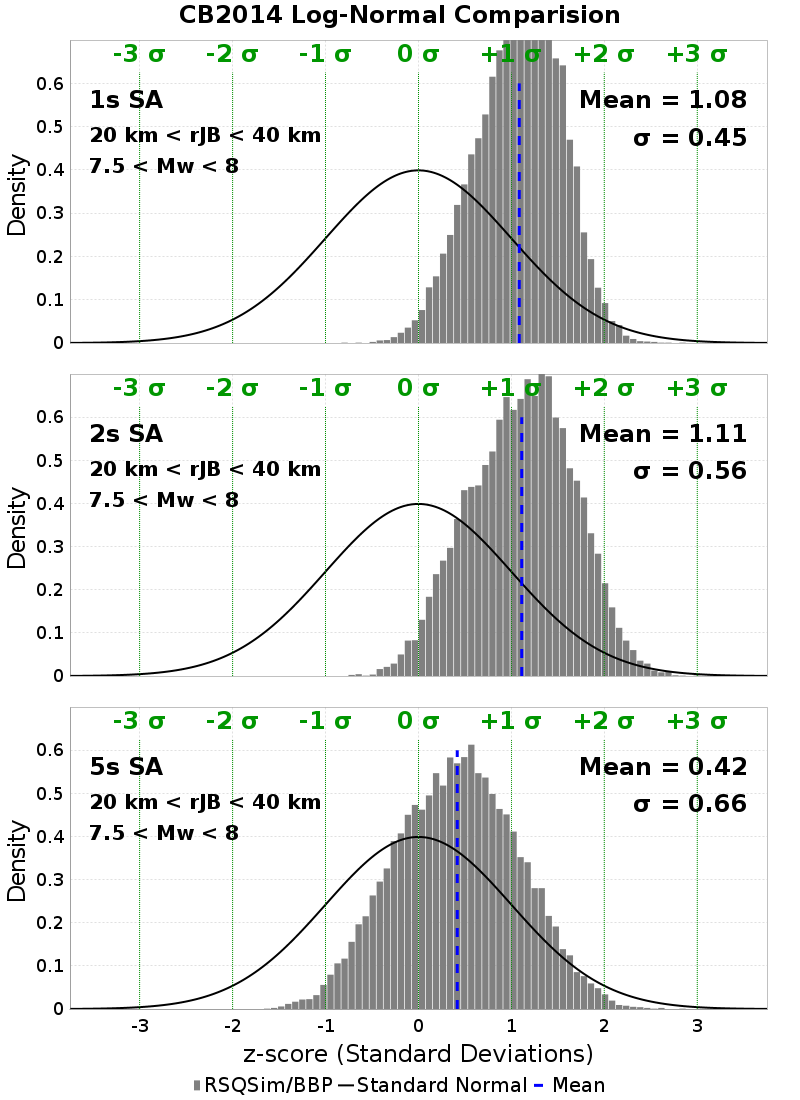 CB2014 Log-Normal Comparision
-3 σ -2 σ -1 σ 0 σ +1 σ +2 σ +3 σ
1s SA
Mean = 1.08
20 km < rJB < 40 km
σ = 0.45
7.5 < Mw < 8
Density
0.6
0.5
0.4
0.3
0.2
0.1
0
-3 σ -2 σ -1 σ 0 σ +1 σ +2 σ +3 σ
2s SA
Mean = 1.11
20 km < rJB < 40 km
σ = 0.56
7.5 < Mw < 8
Density
0.6
0.5
0.4
0.3
0.2
0.1
0
-3 σ -2 σ -1 σ 0 σ +1 σ +2 σ +3 σ
5s SA
Mean = 0.42
20 km < rJB < 40 km
σ = 0.66
7.5 < Mw < 8
Density
0.6
0.5
0.4
0.3
0.2
0.1
0
-3 -2 -1 0 1 2 3
z-score (Standard Deviations)
RSQSim/BBP Standard Normal Mean